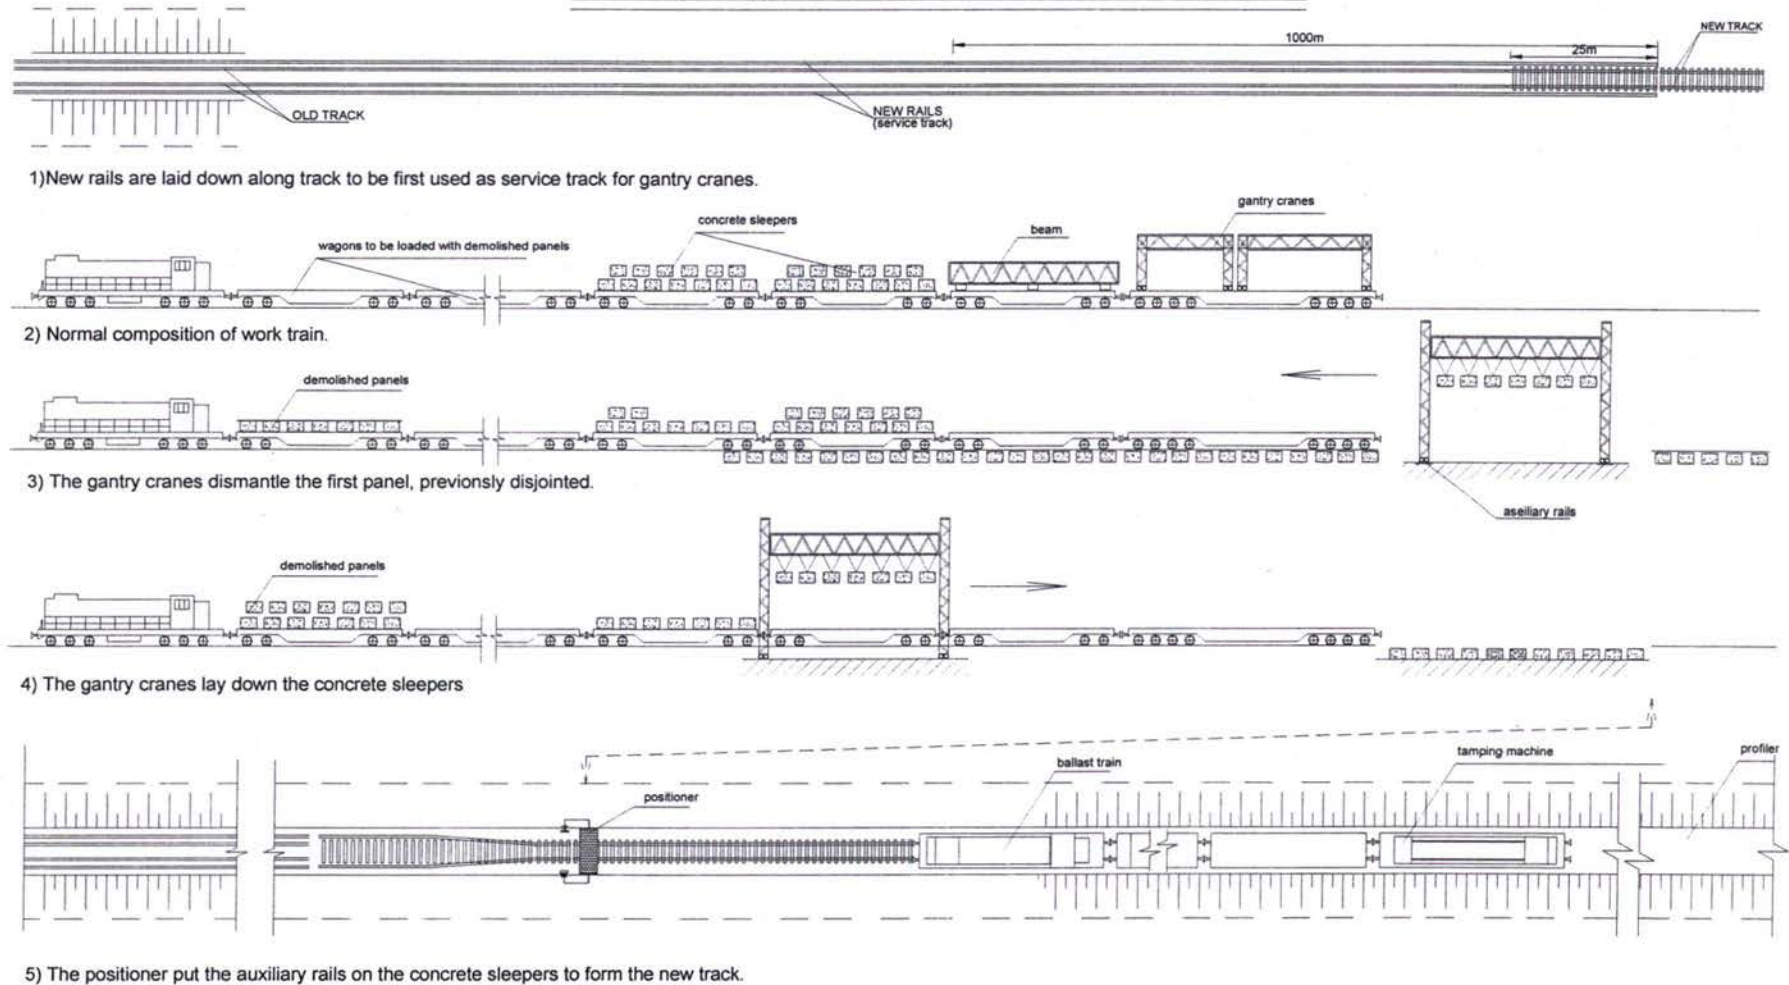 1000m
NEW TRACK
25m
OLD TRACK
NEW RAILS
(service track)
1)New rails are laid down along track to be first used as service track for gantry cranes.
gantry cranes
concrete sleepers
beam
wagons to be loaded with demolished panels
2) Normal composition of work train.
demolished panels
3) The gantry cranes dismantle the first panel, previonsly disjointed.
aseiliary rails
demolished panels
4) The gantry cranes lay down the concrete sleepers
tamping machine
profiler
ballast train
positioner
5) The positioner put the auxiliary rails on the concrete sleepers to form the new track.